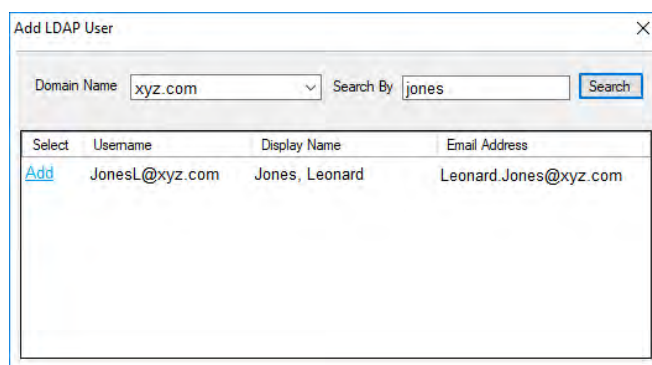 Add LDAP User
Domain Name xyz.com Search By jones Search
Select Username Display Name Email Address
Add JonesL@xyz.com Jones, Leonard Leonard.Jones@xyz.com